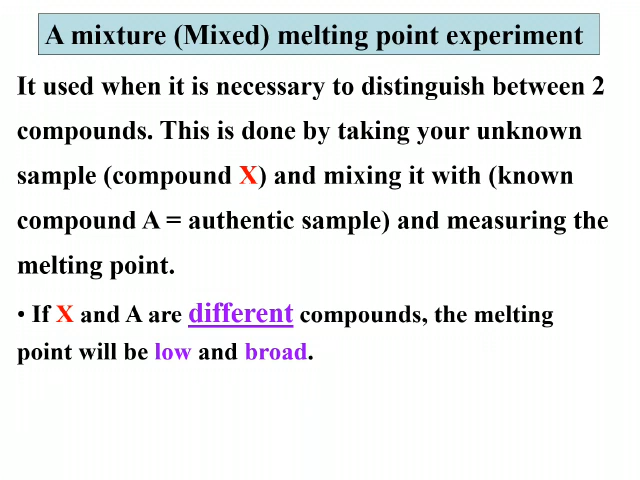 A mixture (Mixed) melting point experiment
It used when it is necessary to distinguish between 2
compounds. This is done by taking your unknown
sample (compound X) and mixing it with (known
compound A = authentic sample) and measuring the
melting point.
• If X and A are different compounds, the melting
point will be low and broad.